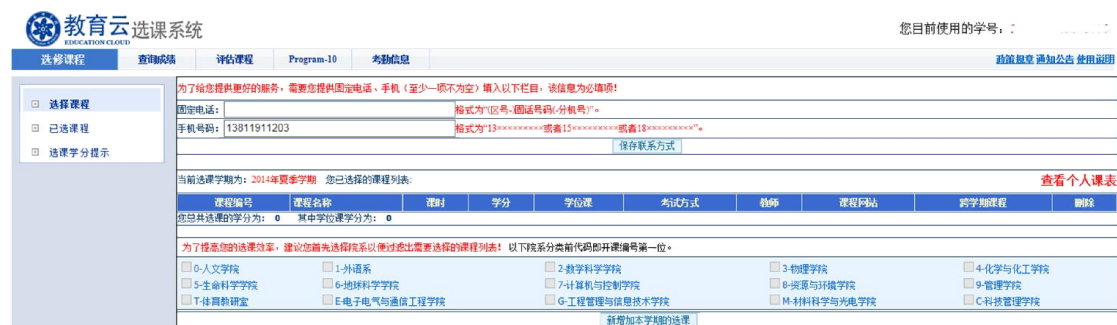 教育云选课系统
EDUCATION CLOUD
您目前使用的学号：
选修课程 查询成绩 评估课程 Program-10 考勤信息 政策规章 通知公告 使用说明
选择课程
已选课程
选课学分提示
为了给您提供更好的服务，需要您提供固定电话、手机（至少一项不为空）填入以下栏目，该信息为必填项！
固定电话： 格式为"(区号-)固话号码(-分机号)"。
手机号码： 13811911203 格式为"13×××××××××或者15×××××××××或者18×××××××××"。
保存联系方式
当前选课学期为：2014年夏季学期 您已选择的课程列表: 查看个人课表
课程编号 课程名称 课时 学分 学位课 考试方式 教师 课程网站 跨学期课程 删除
您总共选课的学分为： 0 其中学位课学分为： 0
为了提高您的选课效率，建议您首先选择院系以便过滤出需要选择的课程列表！以下院系分类前代码即开课编号第一位。
0-人文学院 1-外语系 2-数学科学学院 3-物理学院 4-化学与化工学院
5-生命科学学院 6-地球科学学院 7-计算机与控制学院 8-资源与环境学院 9-管理学院
T-体育教研室 E-电子电气与通信工程学院 G-工程管理与信息技术学院 M-材料科学与光电学院 C-科技管理学院
新增加本学期的选课